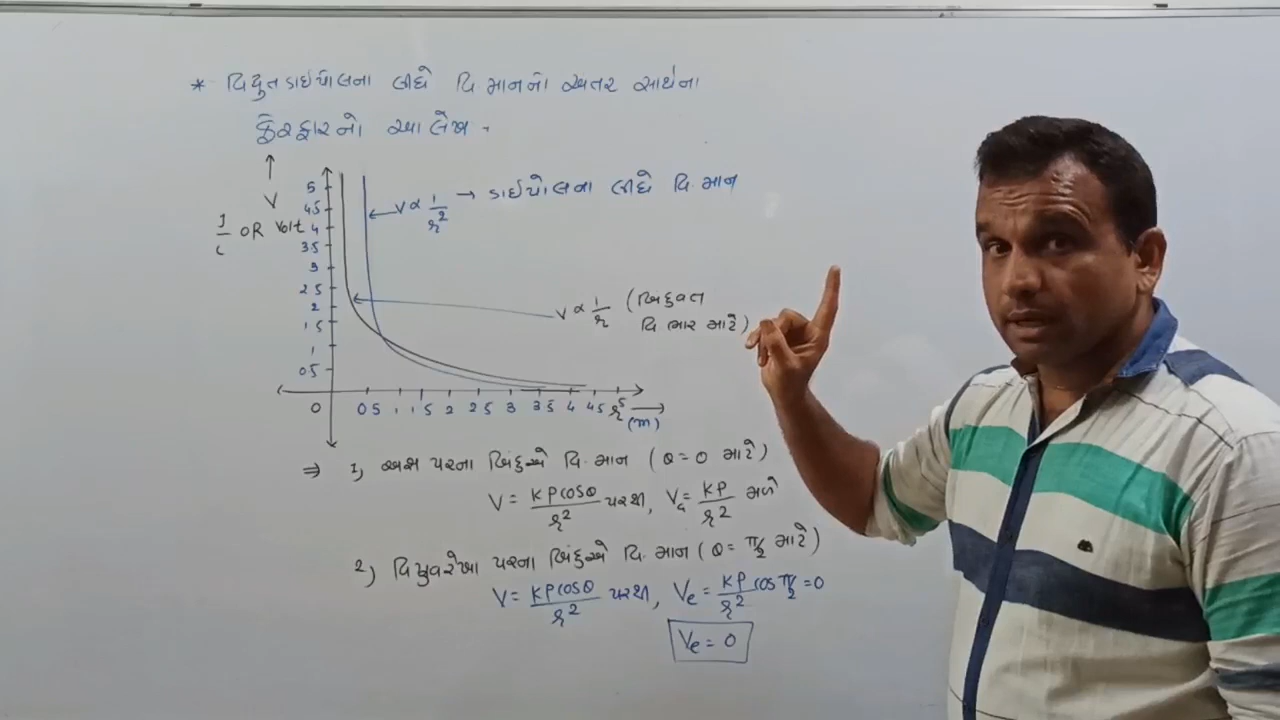 * વિદ્યુતડાઈપોલના લીધે વિ.માનનો અંતર સાથેના
ફેરફારનો આલેખ -
V
1/ OR Volt
5
4.5
4
3.5
3
2.5
2
1.5
1
0.5
V ∝ 1/r² → ડાઈપોલના લીધે વિ.માન
V ∝ 1/r (બિંદુવત
વિ.ભાર માટે)
0 0.5 1 1.5 2 2.5 3 3.5 4 4.5 5
r (m)
⇒ 1) અક્ષ પરના બિંદુએ વિ.માન (θ = 0 માટે)
V = KPcosθ/r² પરથી, Va = KP/r² મળે
2) વિષુવરેખા પરના બિંદુએ વિ.માન (θ = π/2 માટે)
V = KPcosθ/r² પરથી, Ve = KP/r² cos π/2 = 0
Ve = 0